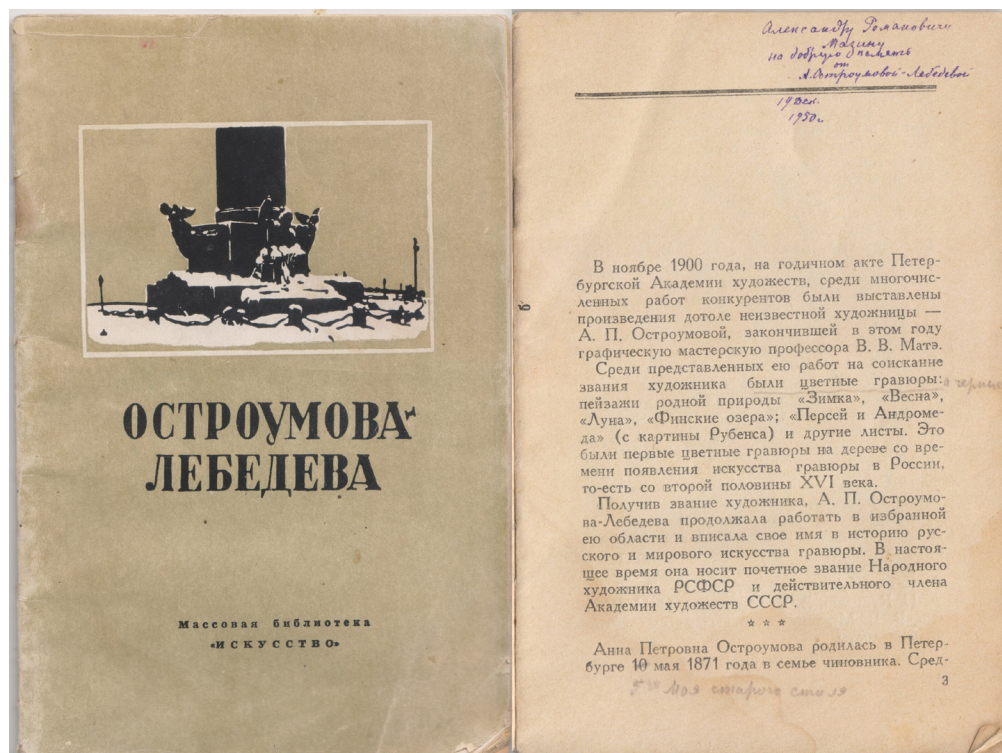 ОСТРОУМОВА-
ЛЕБЕДЕВА
Массовая библиотека
«ИСКУССТВО»
Александру Романовичу
Мазину
на добрую память
от
А. Остроумовой-Лебедевой
19 Дек.
1950 г.
В ноябре 1900 года, на годичном акте Петер-
бургской Академии художеств, среди многочис-
ленных работ конкурентов были выставлены
произведения дотоле неизвестной художницы —
А. П. Остроумовой, закончившей в этом году
графическую мастерскую профессора В. В. Матэ.
Среди представленных ею работ на соискание
звания художника были цветные гравюры:
пейзажи родной природы «Зимка», «Весна»,
«Луна», «Финские озера»; «Персей и Андроме-
да» (с картины Рубенса) и другие листы. Это
были первые цветные гравюры на дереве со вре-
мени появления искусства гравюры в России,
то-есть со второй половины XVI века.
Получив звание художника, А. П. Остроумо-
ва-Лебедева продолжала работать в избранной
ею области и вписала свое имя в историю рус-
ского и мирового искусства гравюры. В настоя-
щее время она носит почетное звание Народного
художника РСФСР и действительного члена
Академии художеств СССР.
* * *
Анна Петровна Остроумова родилась в Петер-
бурге 10 мая 1871 года в семье чиновника. Сред-
5го Мая старого стиля
3